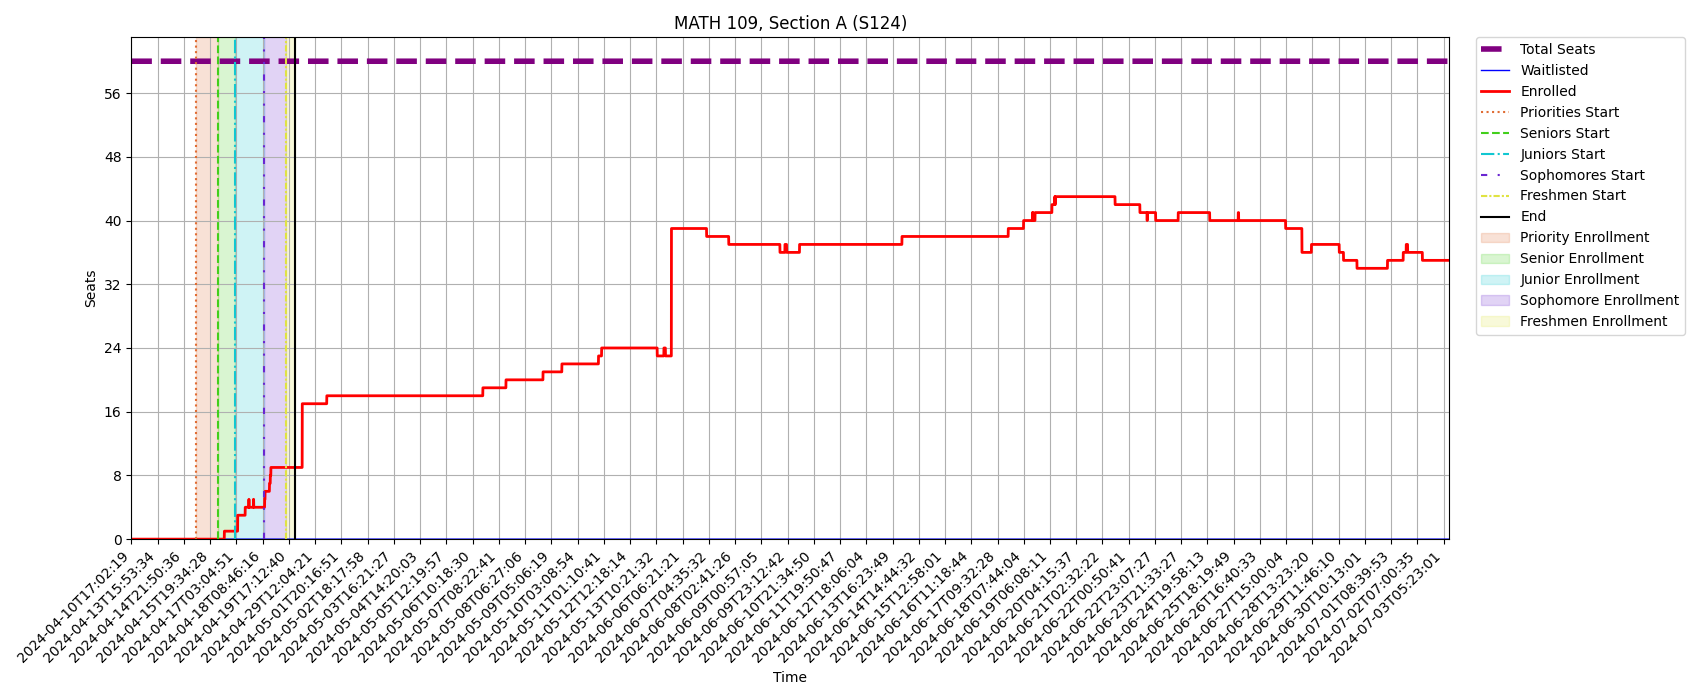 MATH 109, Section A (S124)
Seats
56
48
40
32
24
16
8
0
2024-04-10T17:02:19
2024-04-13T15:53:34
2024-04-14T21:50:36
2024-04-15T19:34:28
2024-04-17T03:04:51
2024-04-18T08:46:16
2024-04-19T17:12:40
2024-04-29T12:04:21
2024-05-01T20:16:51
2024-05-02T18:17:58
2024-05-03T16:21:27
2024-05-04T14:20:03
2024-05-05T12:19:57
2024-05-06T10:18:30
2024-05-07T08:22:41
2024-05-08T06:27:06
2024-05-09T05:06:19
2024-05-10T03:08:54
2024-05-11T01:10:41
2024-05-12T12:18:14
2024-05-13T10:21:32
2024-06-06T06:21:21
2024-06-07T04:35:32
2024-06-08T02:41:26
2024-06-09T00:57:05
2024-06-09T23:12:42
2024-06-10T21:34:50
2024-06-11T19:50:47
2024-06-12T18:06:04
2024-06-13T16:23:49
2024-06-14T14:44:32
2024-06-15T12:58:01
2024-06-16T11:18:44
2024-06-17T09:32:28
2024-06-18T07:44:04
2024-06-19T06:08:11
2024-06-20T04:15:37
2024-06-21T02:32:22
2024-06-22T00:50:41
2024-06-22T23:07:27
2024-06-23T21:33:27
2024-06-24T19:58:13
2024-06-25T18:19:49
2024-06-26T16:40:33
2024-06-27T15:00:04
2024-06-28T13:23:20
2024-06-29T11:46:10
2024-06-30T10:13:01
2024-07-01T08:39:53
2024-07-02T07:00:35
2024-07-03T05:23:01
Time
Total Seats
Waitlisted
Enrolled
Priorities Start
Seniors Start
Juniors Start
Sophomores Start
Freshmen Start
End
Priority Enrollment
Senior Enrollment
Junior Enrollment
Sophomore Enrollment
Freshmen Enrollment